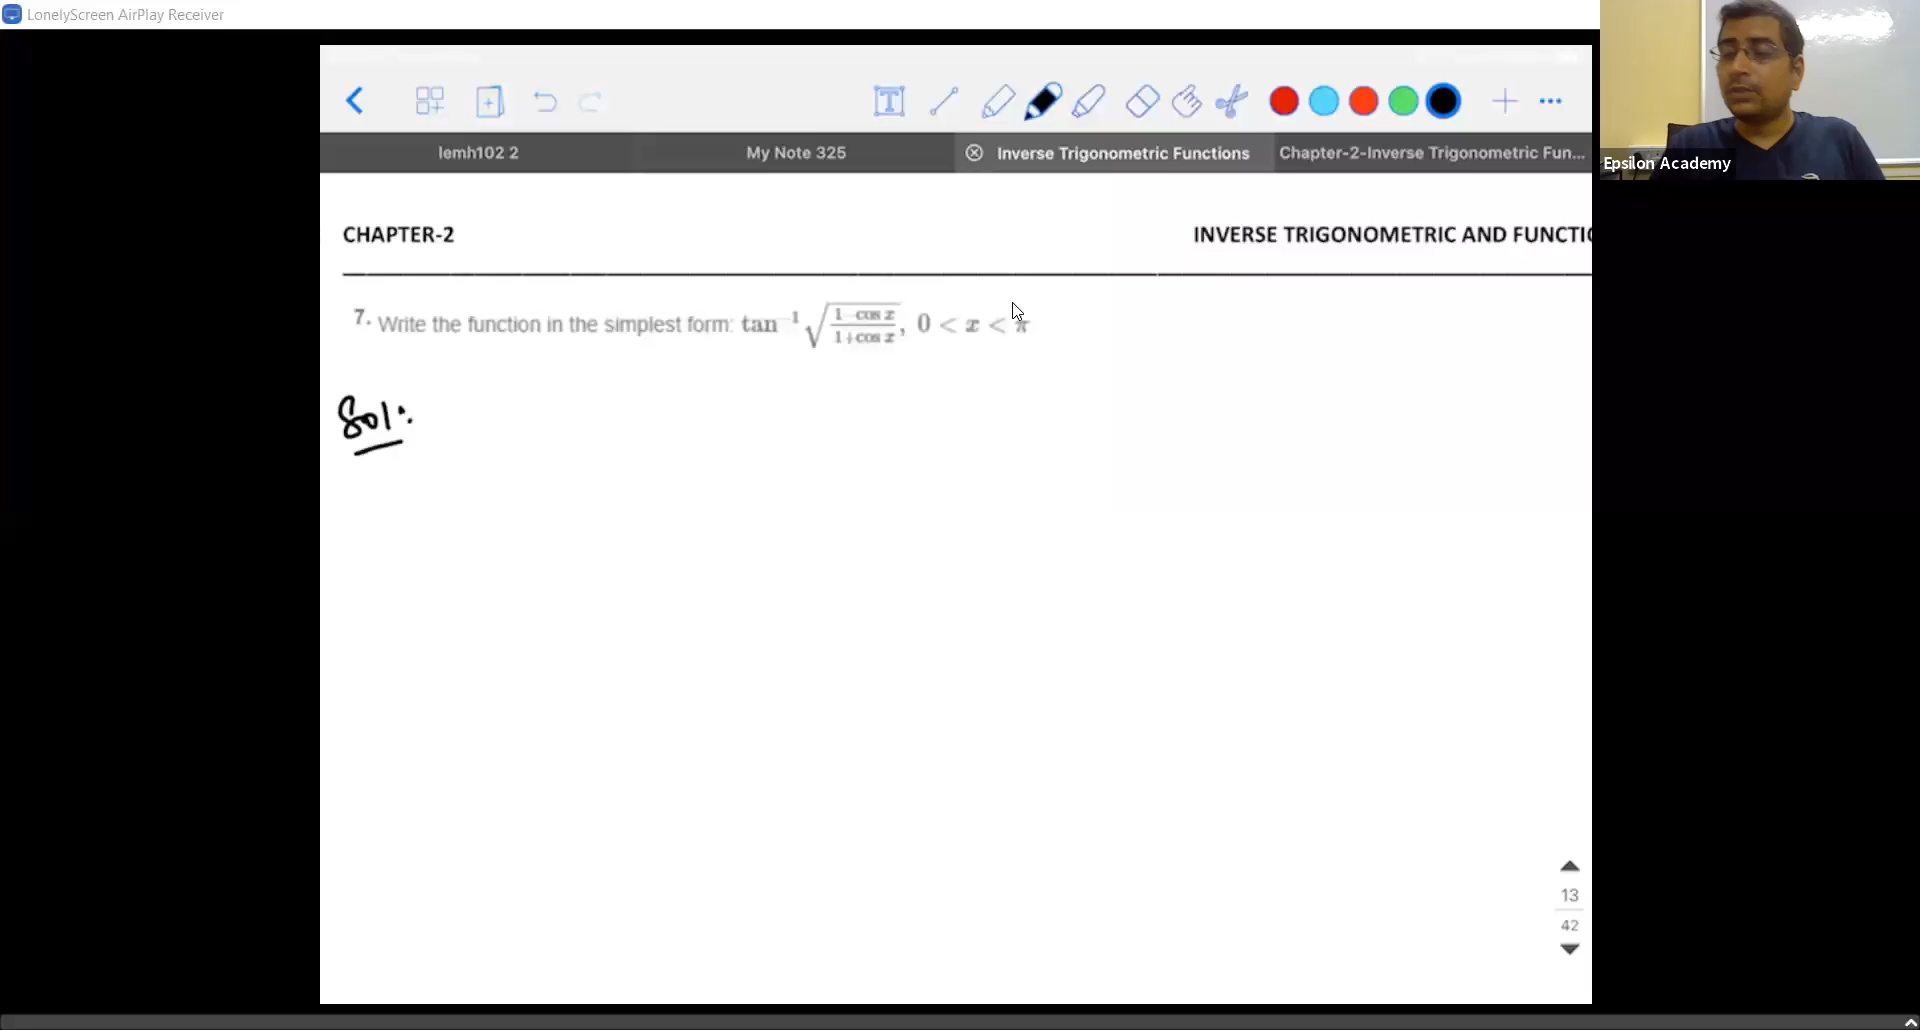 LonelyScreen AirPlay Receiver
lemh102 2
My Note 325
Inverse Trigonometric Functions
Chapter-2-Inverse Trigonometric Fun...
Epsilon Academy
CHAPTER-2
INVERSE TRIGONOMETRIC AND FUNCTIO
7. Write the function in the simplest form: tan⁻¹ √((1−cos x)/(1+cos x)), 0 < x < π
Sol:
13
42